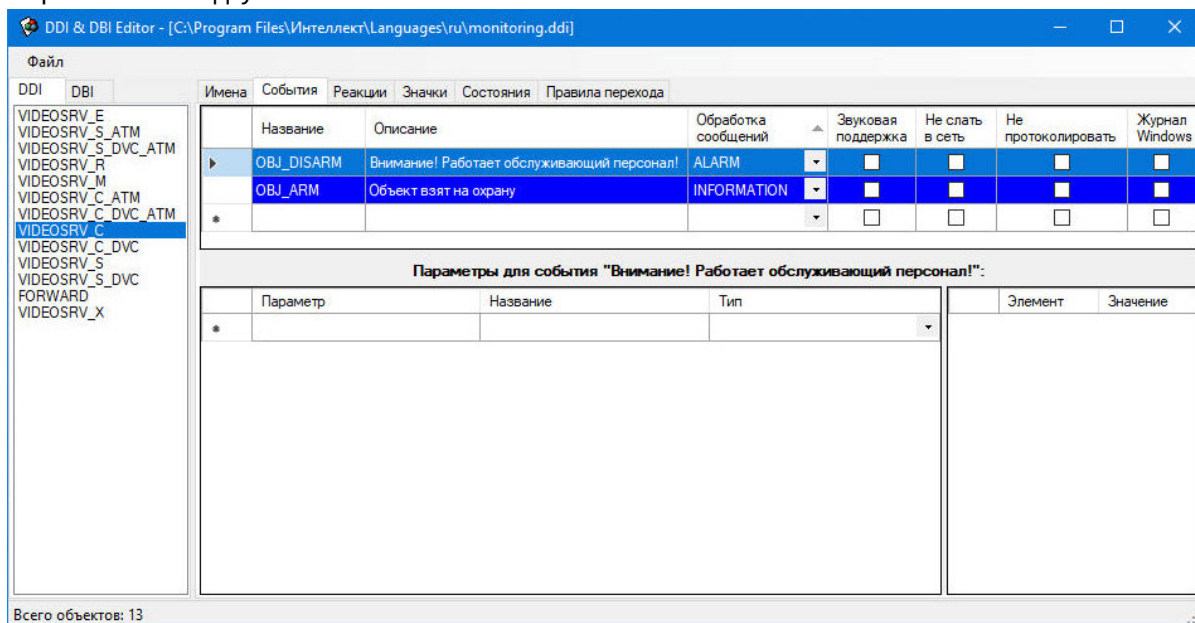 DDI & DBI Editor - [C:\Program Files\Интеллект\Languages\ru\monitoring.ddi]
Файл
DDI DBI
VIDEOSRV_E
VIDEOSRV_S_ATM
VIDEOSRV_S_DVC_ATM
VIDEOSRV_R
VIDEOSRV_M
VIDEOSRV_C_ATM
VIDEOSRV_C_DVC_ATM
VIDEOSRV_C
VIDEOSRV_C_DVC
VIDEOSRV_S
VIDEOSRV_S_DVC
FORWARD
VIDEOSRV_X
Имена События Реакции Значки Состояния Правила перехода
Название Описание Обработка сообщений Звуковая поддержка Не слать в сеть Не протоколировать Журнал Windows
OBJ_DISARM Внимание! Работает обслуживающий персонал! ALARM
OBJ_ARM Объект взят на охрану INFORMATION
Параметры для события "Внимание! Работает обслуживающий персонал!":
Параметр Название Тип Элемент Значение
Всего объектов: 13